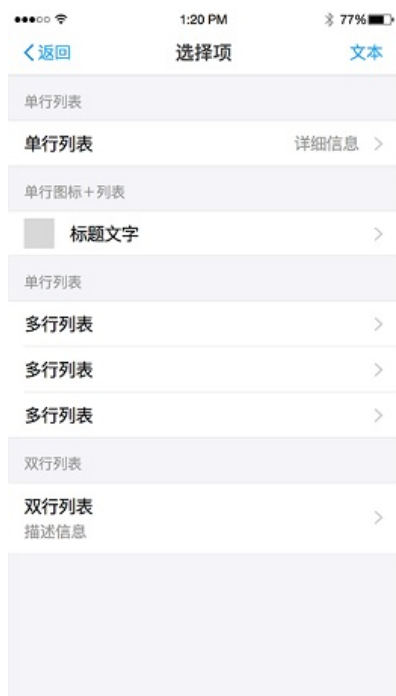 1:20 PM
77%
返回
选择项
文本
单行列表
单行列表
详细信息
单行图标+列表
标题文字
单行列表
多行列表
多行列表
多行列表
双行列表
双行列表
描述信息